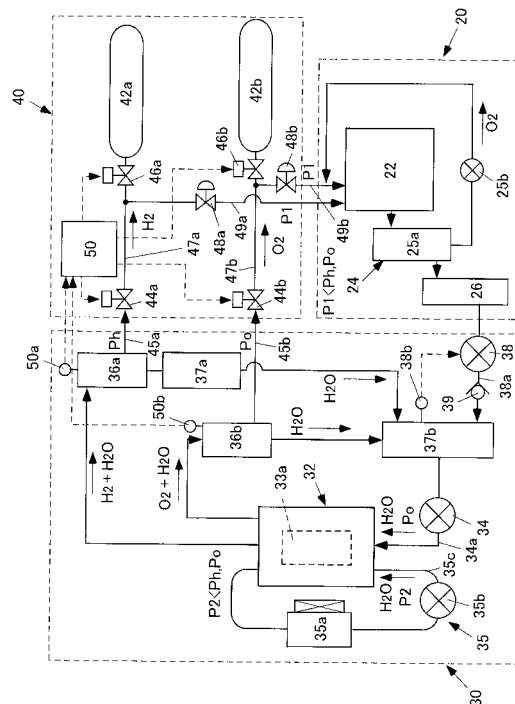 40
42a
42b
20
46a
46b
48b
50
H2
48a
49a
P1
P1
49b
22
O2
25b
47a
47b
O2
P1<Ph,Po
25a
24
26
44a
44b
50a
Ph
45a
Po
45b
36a
37a
50b
36b
H2O
H2O
38b
38
38a
39
37b
H2+H2O
O2+H2O
32
33a
H2O
Po
34
34a
35c
P2<Ph,Po
35a
H2O
P2
35b
35
30